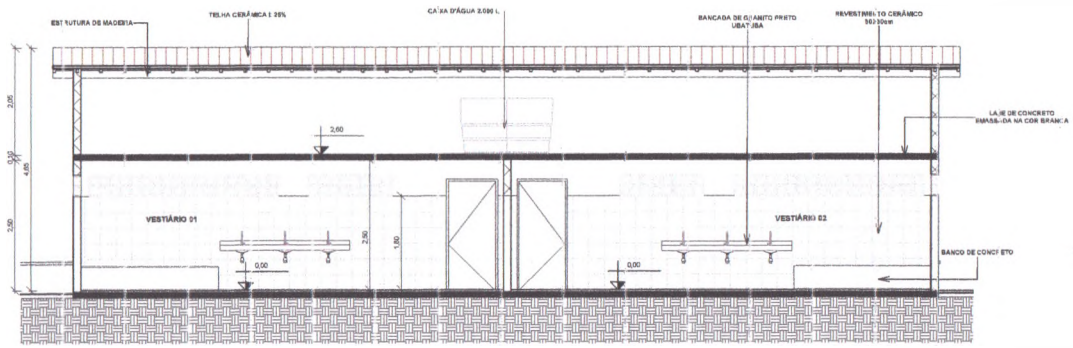 ESTRUTURA DE MADEIRA
TELHA CERÂMICA I 35%
CAIXA D'ÁGUA 2.000 L
BANCADA DE GRANITO PRETO
UBATUBA
REVESTIMENTO CERÂMICO
LAJE DE CONCRETO
EMASSADA NA COR BRANCA
2,60
2,05
4,65
2,50
VESTIÁRIO 01
2,50
1,80
VESTIÁRIO 02
0,00
0,00
BANCO DE CONCRETO